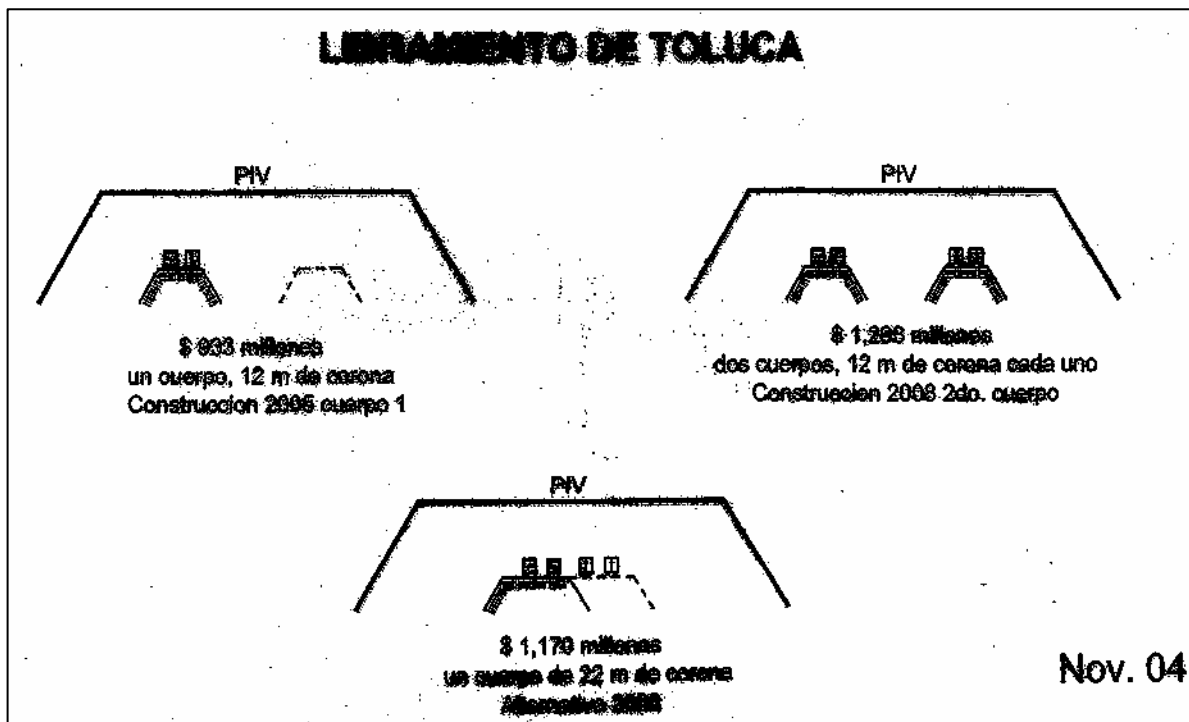 LIBRAMIENTO DE TOLUCA
PIV
PIV
millones
un cuerpo, 12 m de corona
Construccion cuerpo 1
millones
dos cuerpos, 12 m de corona cada uno
Construccion 2008 2do. cuerpo
PIV
$ 1,170 millones
un cuerpo de 22 m de corona
Alternativa
Nov. 04